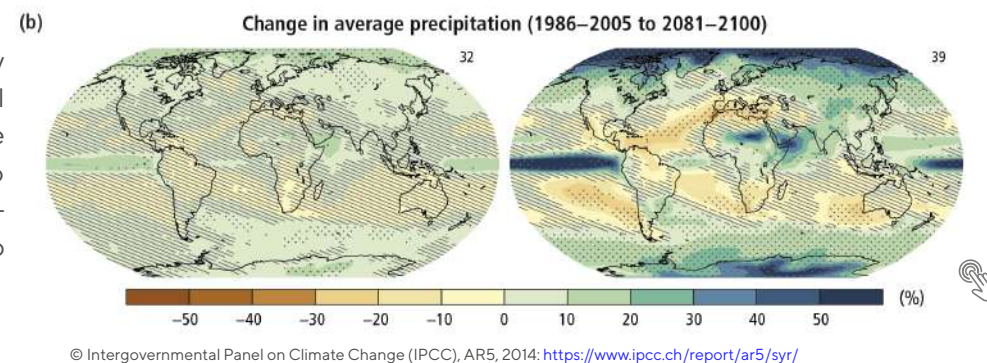 (b)
Change in average precipitation (1986–2005 to 2081–2100)
32
39
−50 −40 −30 −20 −10 0 10 20 30 40 50
(%)
© Intergovernmental Panel on Climate Change (IPCC), AR5, 2014: https://www.ipcc.ch/report/ar5/syr/